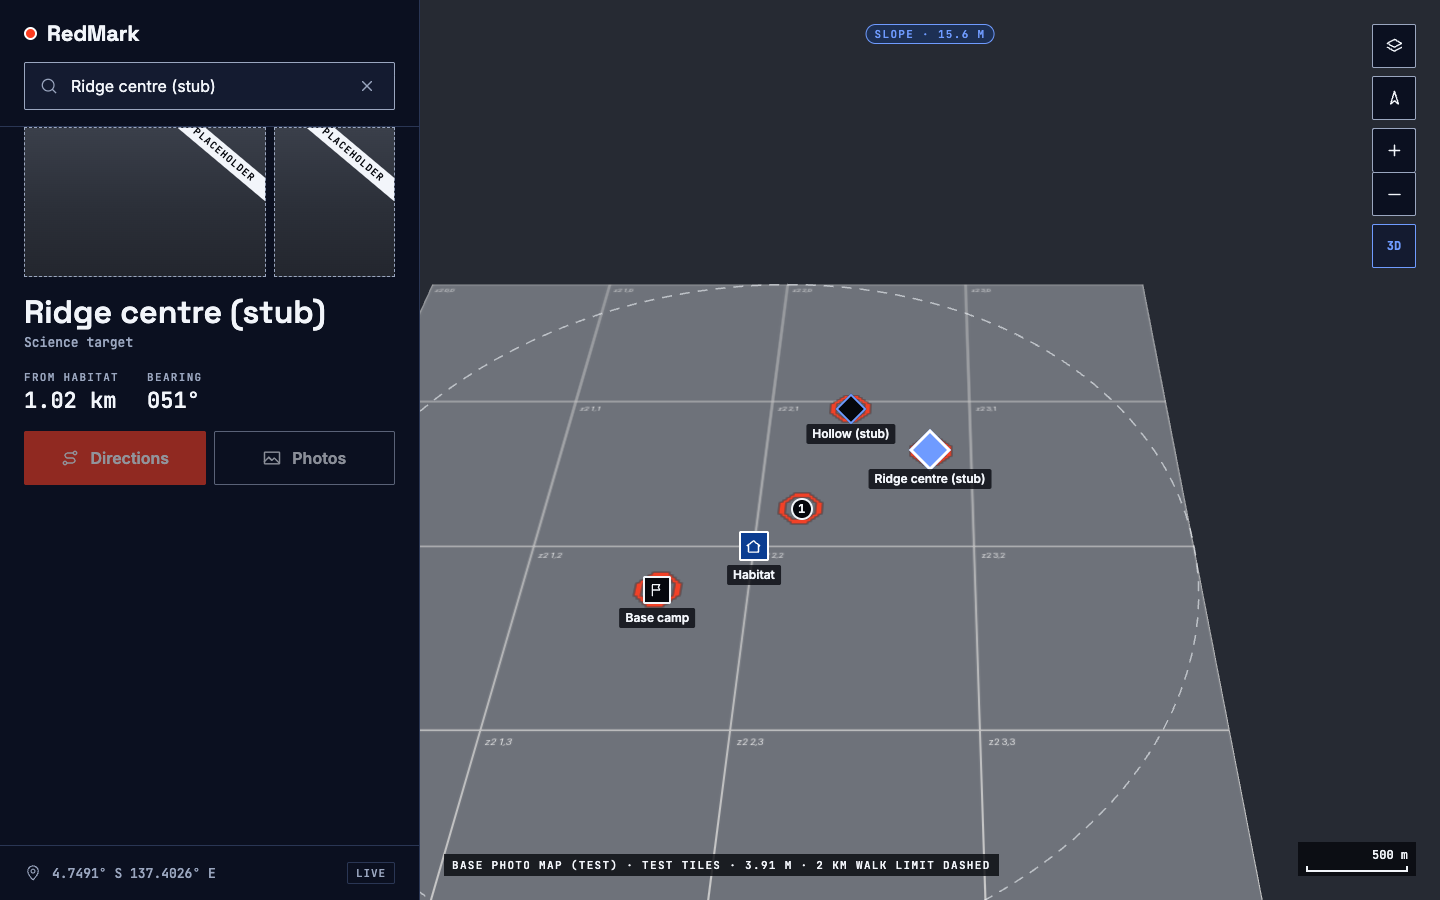 RedMark
Ridge centre (stub)
PLACEHOLDER
PLACEHOLDER
Ridge centre (stub)
Science target
FROM HABITAT
BEARING
1.02 km
051°
Directions
Photos
4.7491° S 137.4026° E
LIVE
SLOPE · 15.6 M
3D
z2 1,1
z2 2,1
z2 3,1
Hollow (stub)
Ridge centre (stub)
1
z2 1,2
2,2
z2 3,2
Habitat
Base camp
z2 1,3
z2 2,3
z2 3,3
BASE PHOTO MAP (TEST) · TEST TILES · 3.91 M · 2 KM WALK LIMIT DASHED
500 m